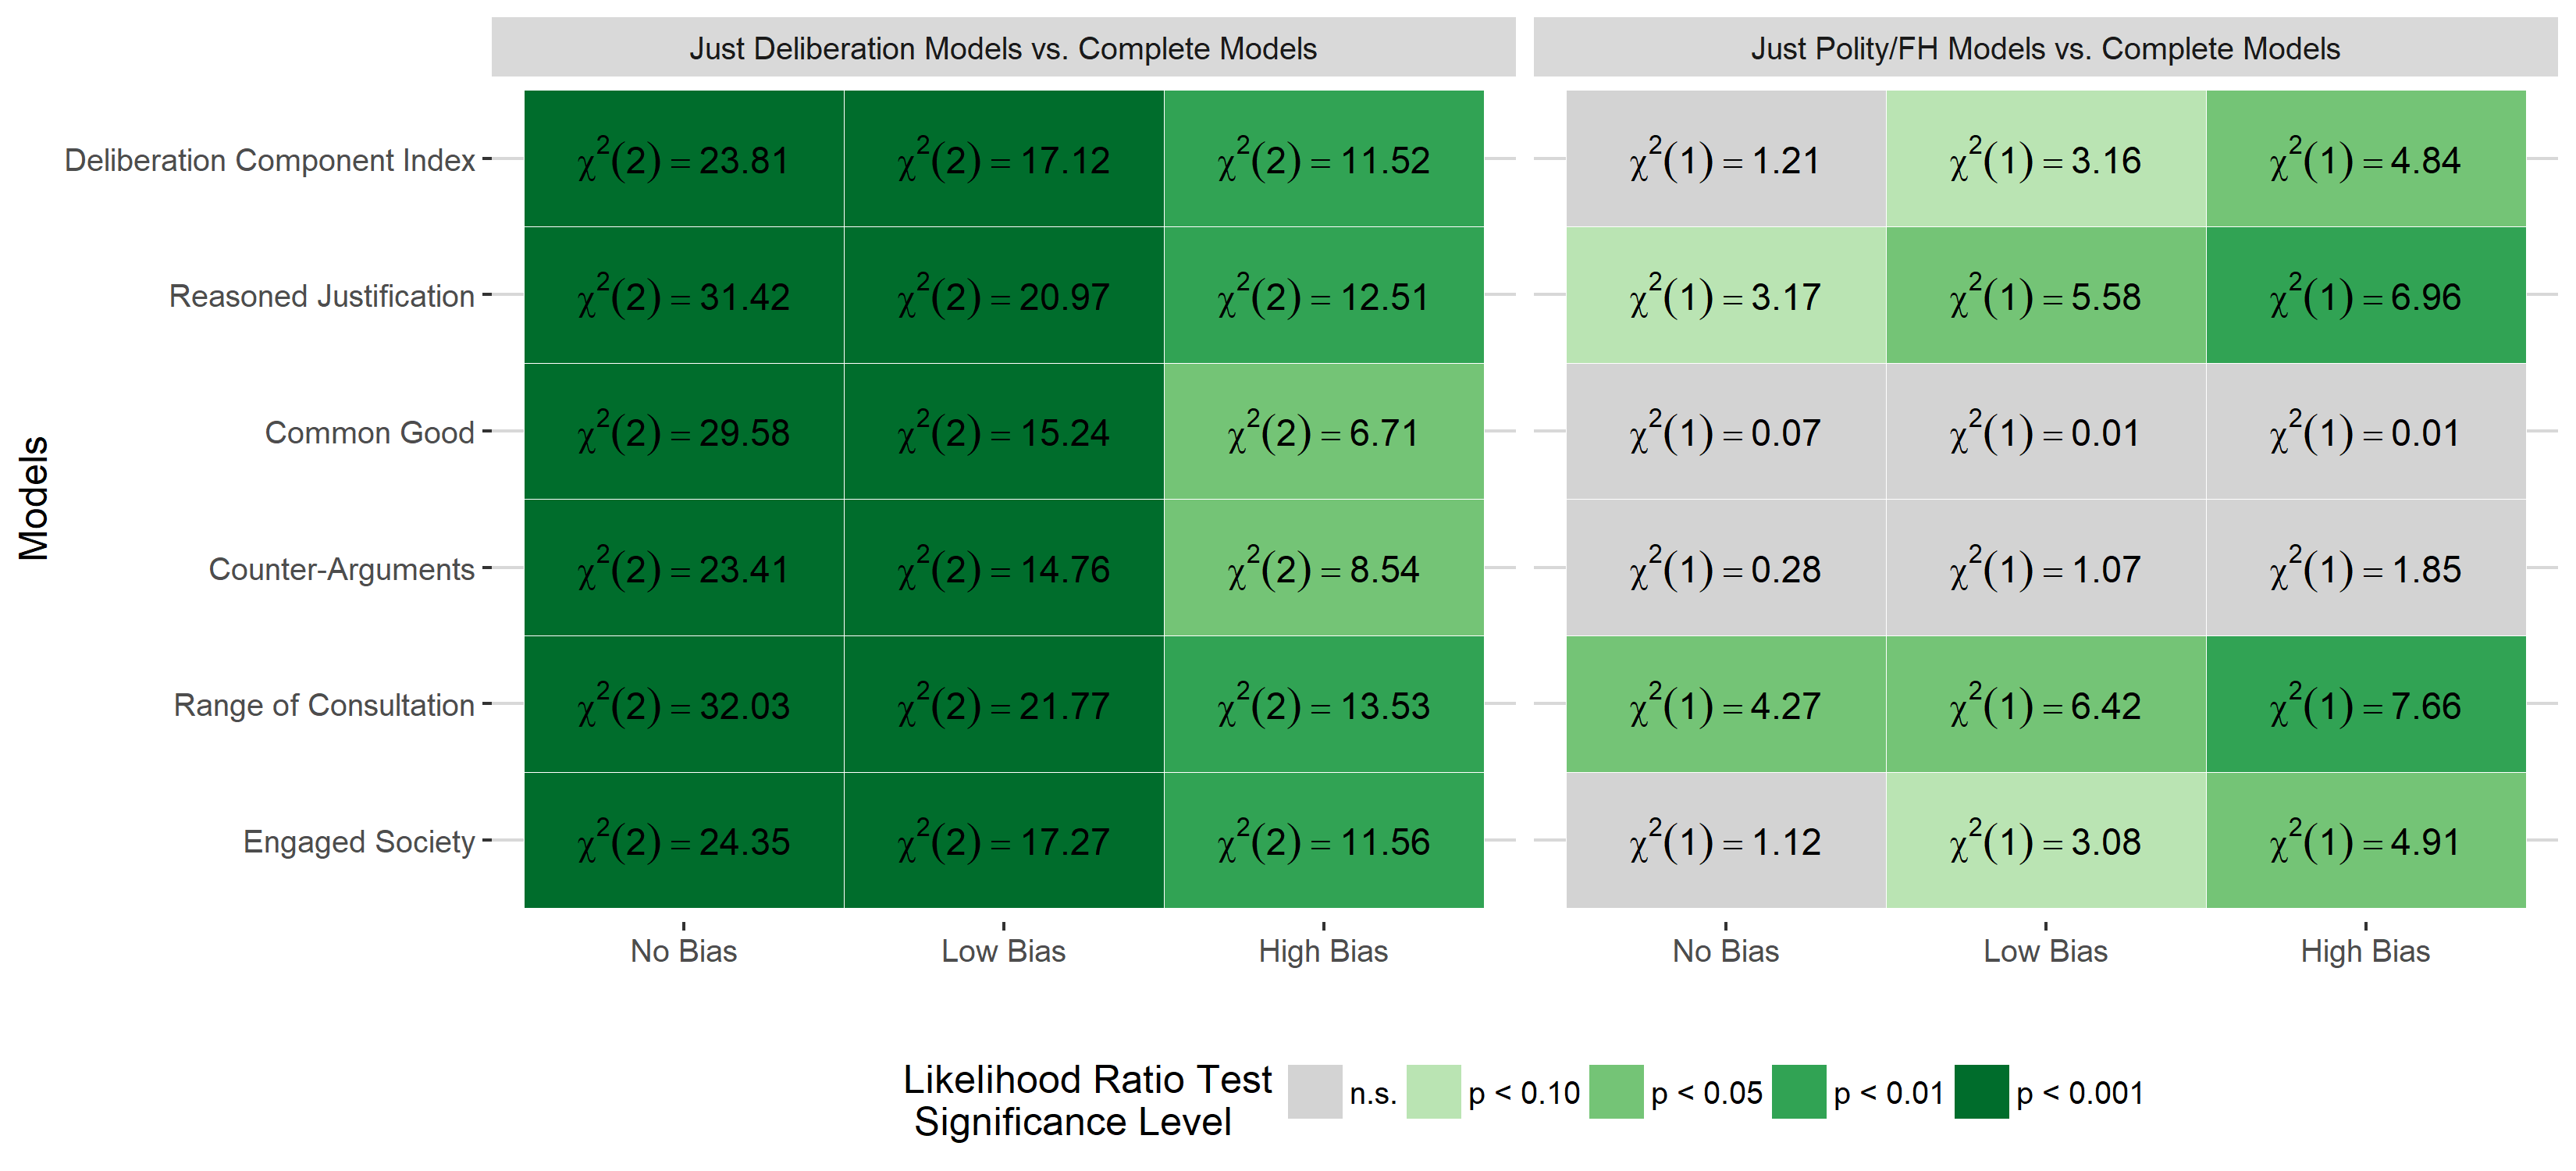 Just Deliberation Models vs. Complete Models
Just Polity/FH Models vs. Complete Models
Models
Deliberation Component Index
χ²(2) = 23.81
χ²(2) = 17.12
χ²(2) = 11.52
χ²(1) = 1.21
χ²(1) = 3.16
χ²(1) = 4.84
Reasoned Justification
χ²(2) = 31.42
χ²(2) = 20.97
χ²(2) = 12.51
χ²(1) = 3.17
χ²(1) = 5.58
χ²(1) = 6.96
Common Good
χ²(2) = 29.58
χ²(2) = 15.24
χ²(2) = 6.71
χ²(1) = 0.07
χ²(1) = 0.01
χ²(1) = 0.01
Counter-Arguments
χ²(2) = 23.41
χ²(2) = 14.76
χ²(2) = 8.54
χ²(1) = 0.28
χ²(1) = 1.07
χ²(1) = 1.85
Range of Consultation
χ²(2) = 32.03
χ²(2) = 21.77
χ²(2) = 13.53
χ²(1) = 4.27
χ²(1) = 6.42
χ²(1) = 7.66
Engaged Society
χ²(2) = 24.35
χ²(2) = 17.27
χ²(2) = 11.56
χ²(1) = 1.12
χ²(1) = 3.08
χ²(1) = 4.91
No Bias
Low Bias
High Bias
No Bias
Low Bias
High Bias
Likelihood Ratio Test
Significance Level
n.s.
p < 0.10
p < 0.05
p < 0.01
p < 0.001